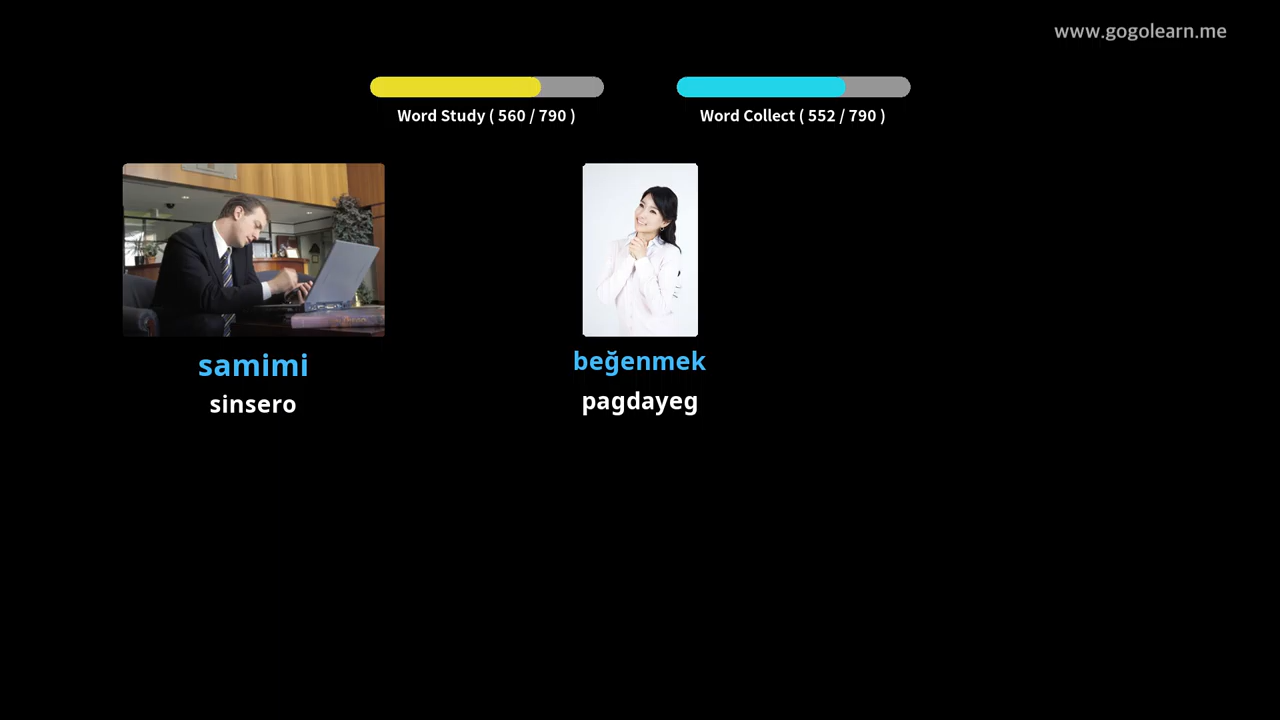 www.gogolearn.me
Word Study ( 560 / 790 )
Word Collect ( 552 / 790 )
samimi
sinsero
beğenmek
pagdayeg